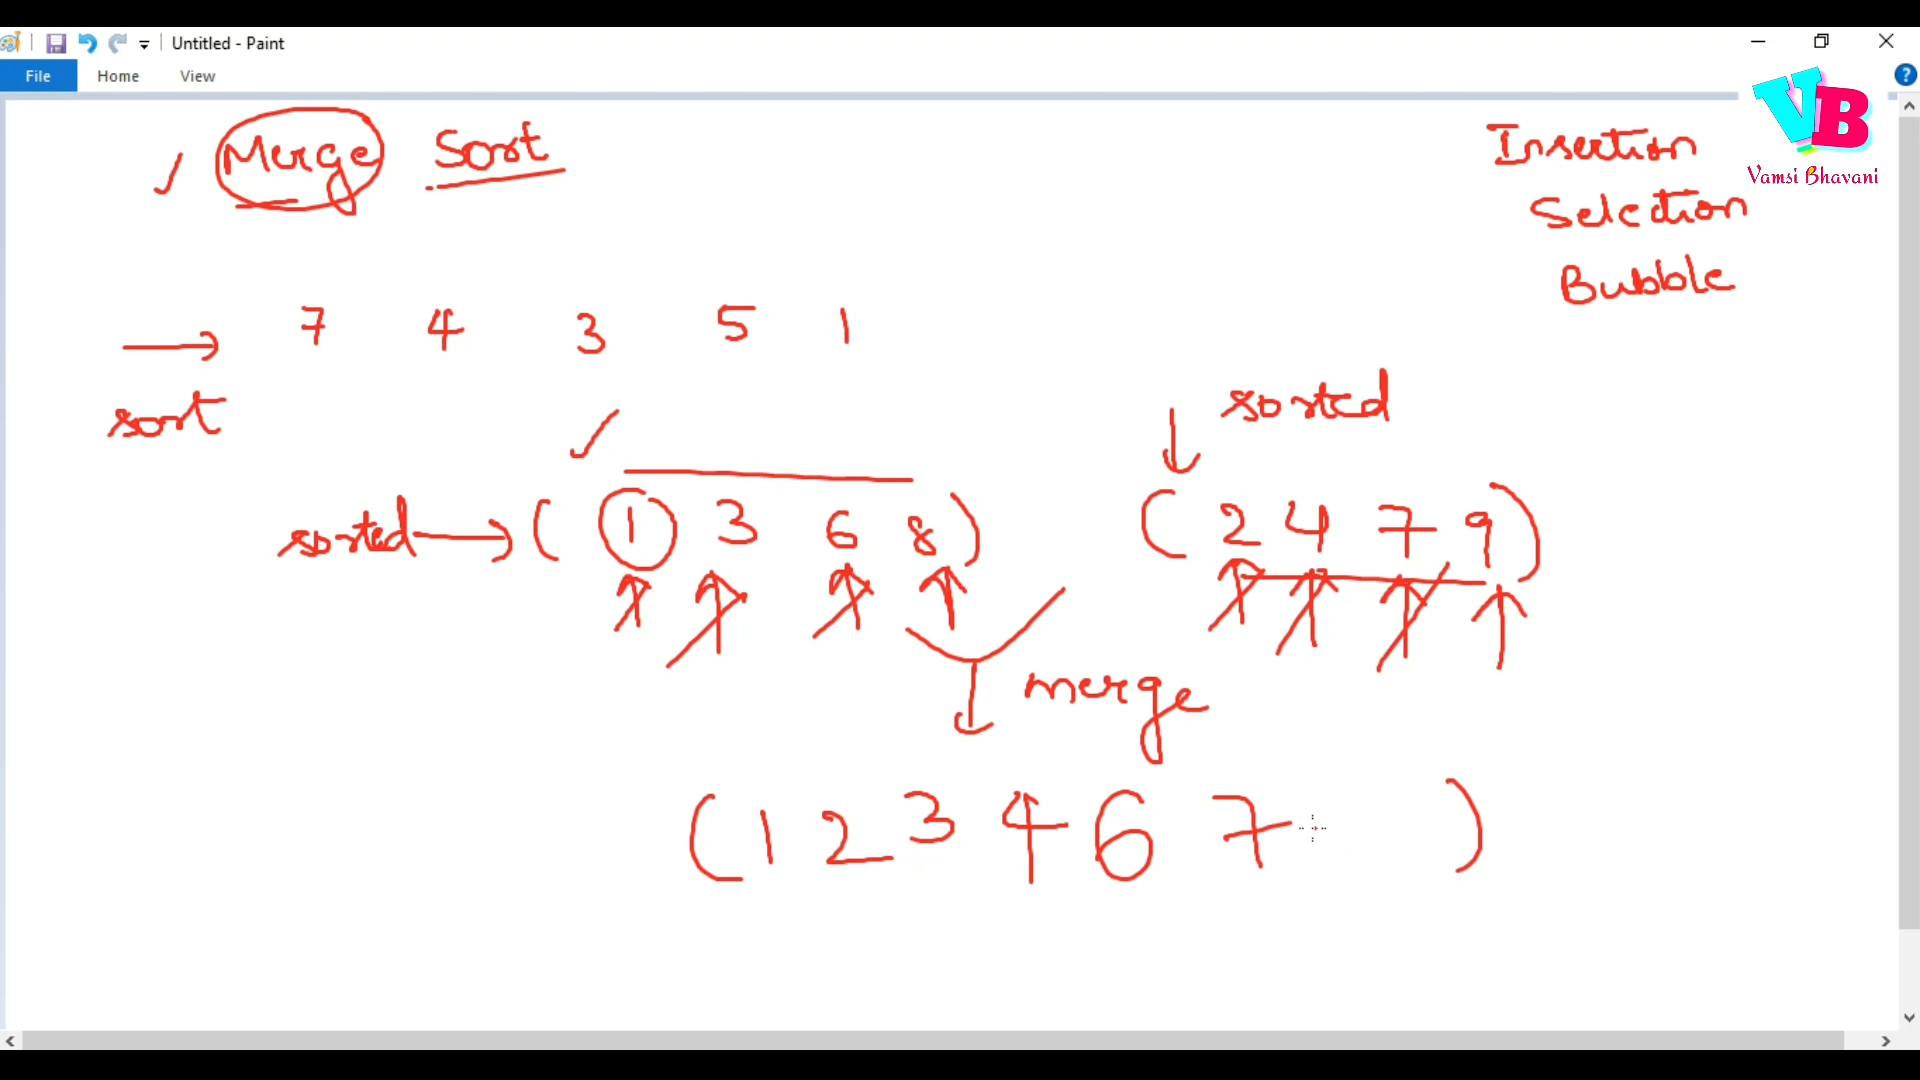 Untitled - Paint
File Home View
VB
Vamsi Bhavani
Merge Sort
Insertion
Selection
Bubble
7 4 3 5 1
sort
sorted
sorted ( 1 3 6 8 ) ( 2 4 7 9 )
merge
( 1 2 3 4 6 7 )